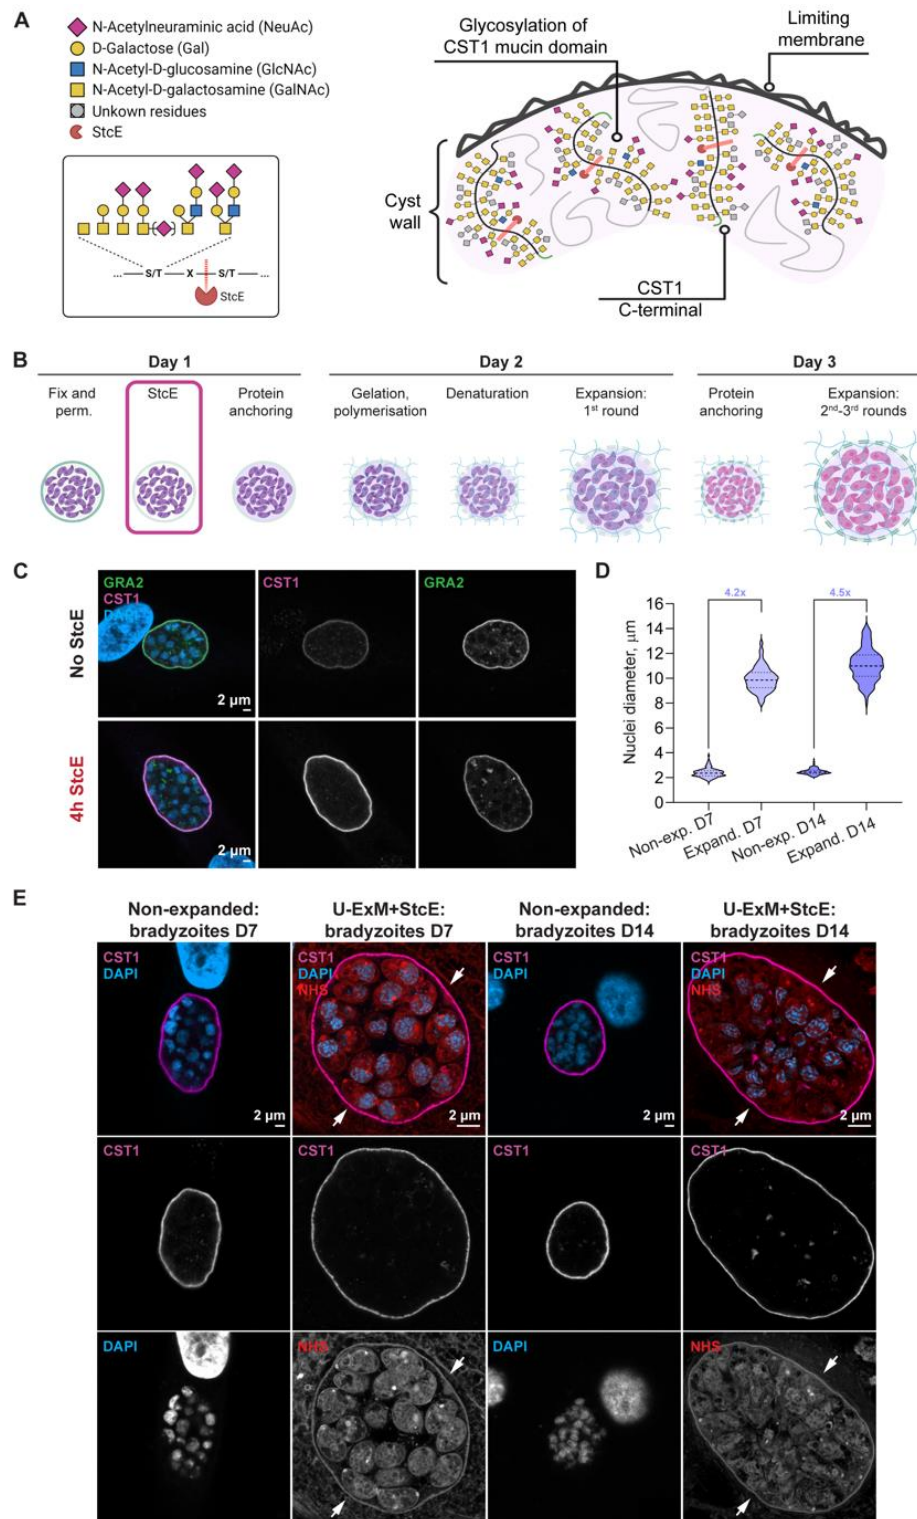 A
N-Acetylneuraminic acid (NeuAc)
D-Galactose (Gal)
N-Acetyl-D-glucosamine (GlcNAc)
N-Acetyl-D-galactosamine (GalNAc)
Unkown residues
StcE
... S/T X S/T ...
StcE
Glycosylation of
CST1 mucin domain
Limiting
membrane
Cyst
wall
CST1
C-terminal
B
Day 1
Day 2
Day 3
Fix and
perm.
StcE
Protein
anchoring
Gelation,
polymerisation
Denaturation
Expansion:
1st round
Protein
anchoring
Expansion:
2nd-3rd rounds
C
No StcE
GRA2
CST1
2 µm
CST1
GRA2
4h StcE
2 µm
D
Nuclei diameter, µm
16
14
12
10
8
6
4
2
0
4.2x
4.5x
Non-exp. D7
Expand. D7
Non-exp. D14
Expand. D14
E
Non-expanded:
bradyzoites D7
U-ExM+StcE:
bradyzoites D7
Non-expanded:
bradyzoites D14
U-ExM+StcE:
bradyzoites D14
CST1
DAPI
2 µm
CST1
DAPI
NHS
2 µm
CST1
DAPI
2 µm
CST1
DAPI
NHS
2 µm
CST1
CST1
CST1
CST1
DAPI
NHS
DAPI
NHS